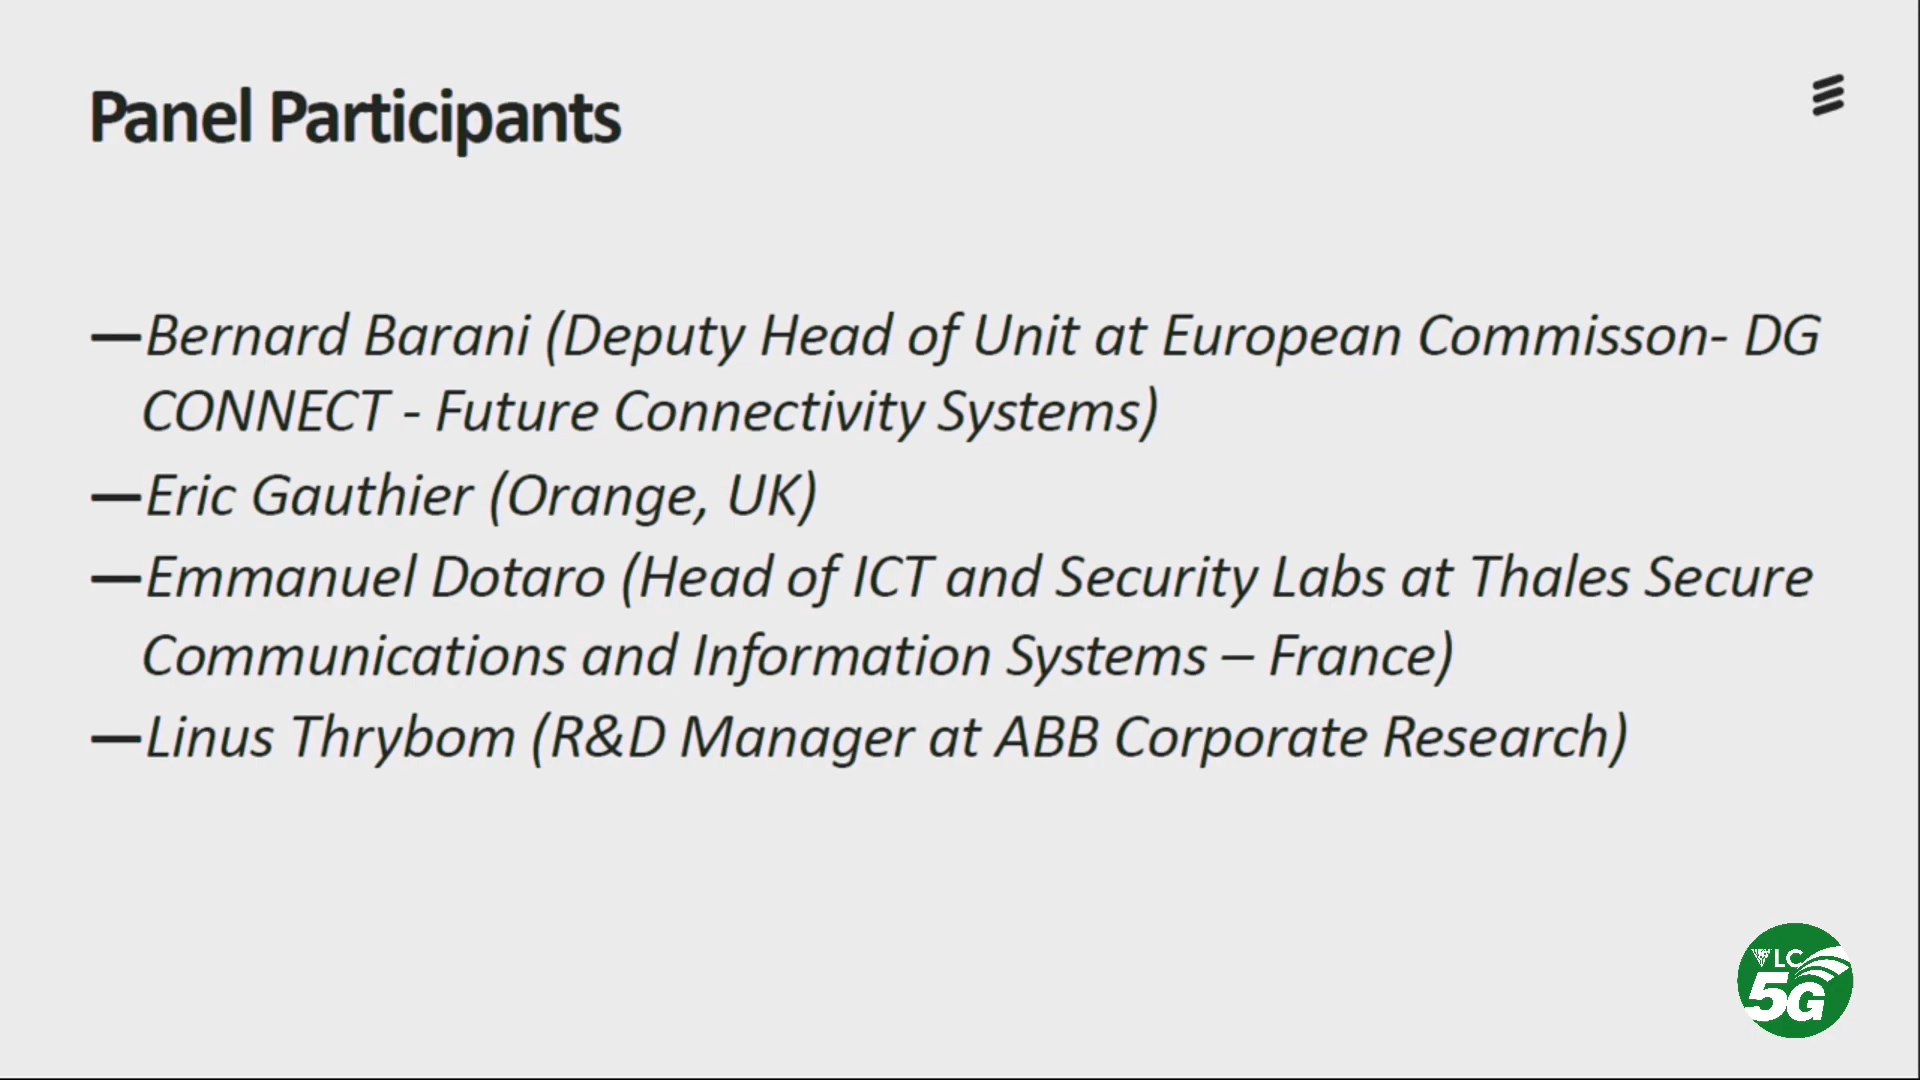 Panel Participants
—Bernard Barani (Deputy Head of Unit at European Commisson- DG
CONNECT - Future Connectivity Systems)
—Eric Gauthier (Orange, UK)
—Emmanuel Dotaro (Head of ICT and Security Labs at Thales Secure
Communications and Information Systems – France)
—Linus Thrybom (R&D Manager at ABB Corporate Research)
VLC
5G